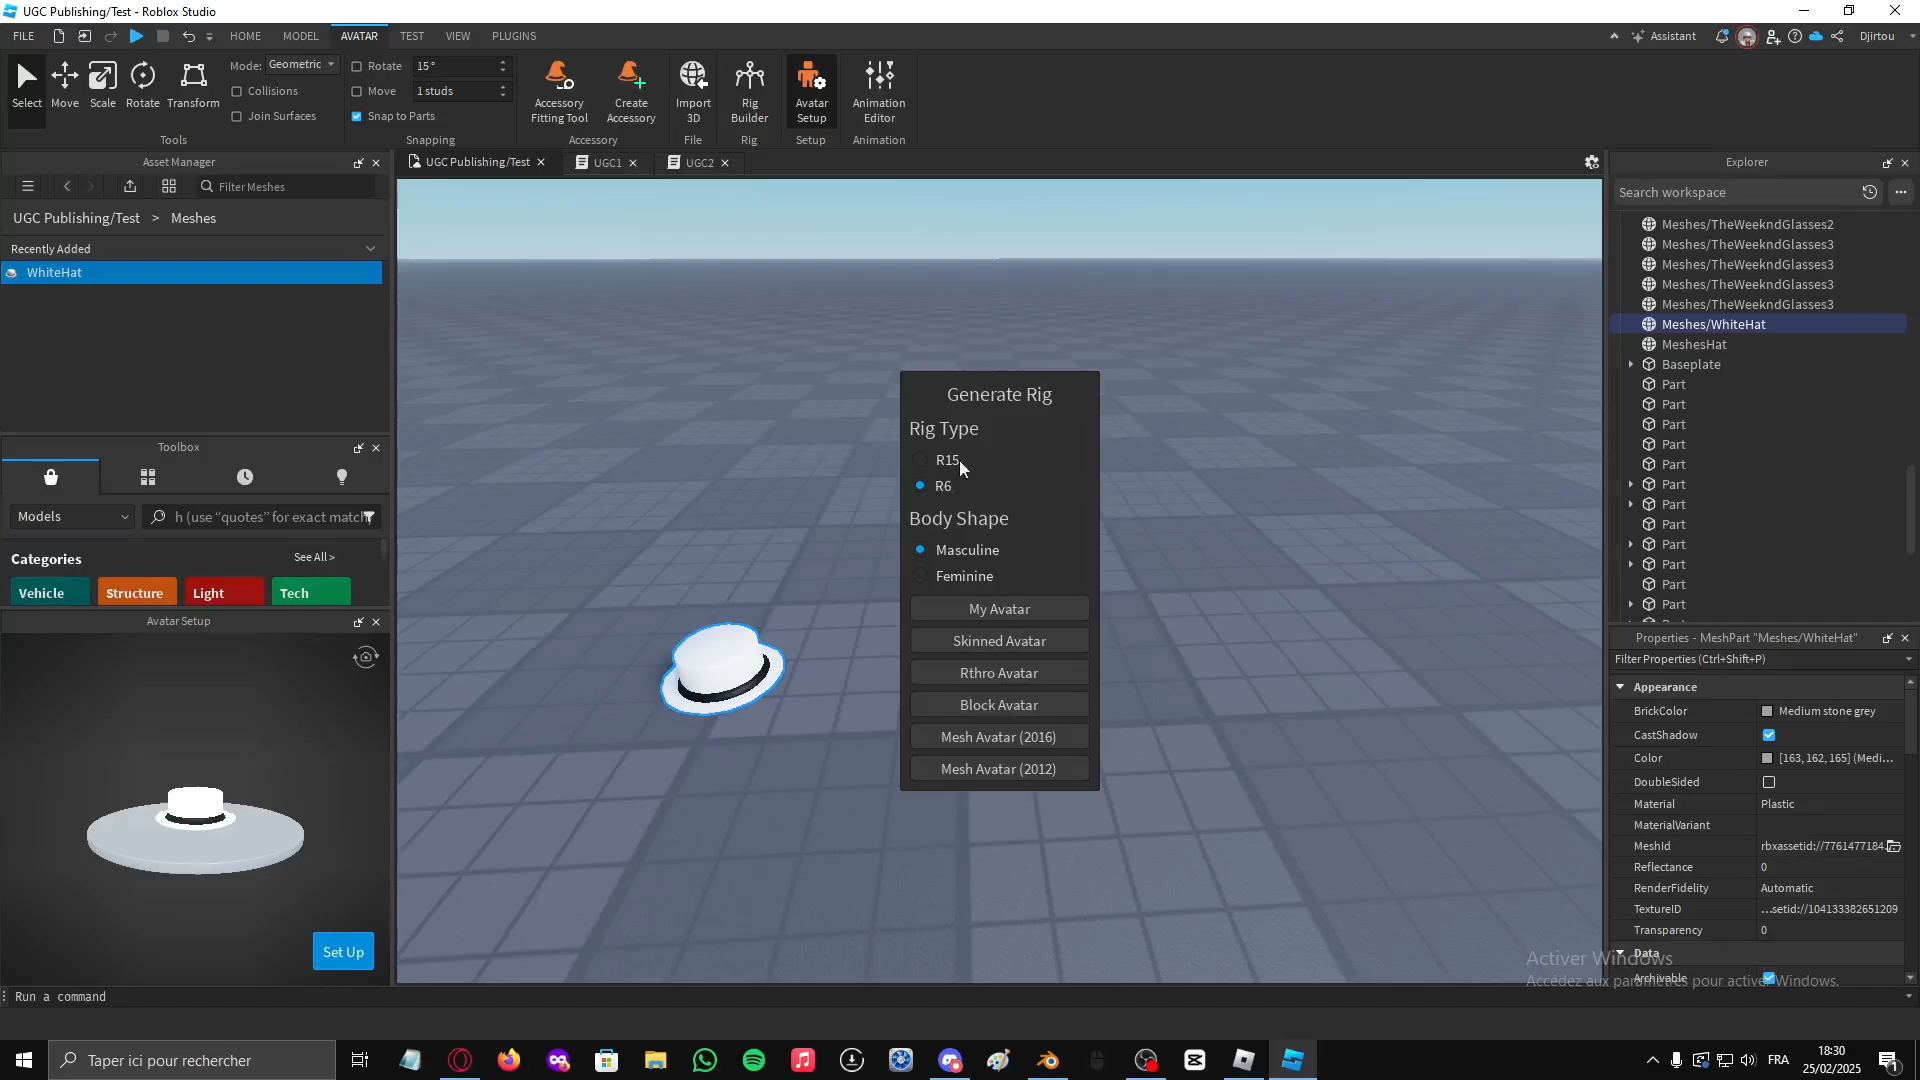 UGC Publishing/Test - Roblox Studio
FILE
HOME
MODEL
AVATAR
TEST
VIEW
PLUGINS
Assistant
Djirtou
Select
Move
Scale
Rotate
Transform
Mode: Geometric
Collisions
Join Surfaces
Tools
Rotate 15°
Move 1 studs
Snap to Parts
Snapping
Accessory
Fitting Tool
Create
Accessory
Accessory
Import
3D
File
Rig
Builder
Rig
Avatar
Setup
Setup
Animation
Editor
Animation
Asset Manager
Filter Meshes
UGC Publishing/Test > Meshes
Recently Added
WhiteHat
Toolbox
Models
h (use “quotes” for exact match
Categories
See All >
Vehicle
Structure
Light
Tech
Avatar Setup
Set Up
UGC Publishing/Test
UGC1
UGC2
Generate Rig
Rig Type
R15
R6
Body Shape
Masculine
Feminine
My Avatar
Skinned Avatar
Rthro Avatar
Block Avatar
Mesh Avatar (2016)
Mesh Avatar (2012)
Explorer
Search workspace
Meshes/TheWeekndGlasses2
Meshes/TheWeekndGlasses3
Meshes/TheWeekndGlasses3
Meshes/TheWeekndGlasses3
Meshes/TheWeekndGlasses3
Meshes/WhiteHat
MeshesHat
Baseplate
Part
Part
Part
Part
Part
Part
Part
Part
Part
Part
Part
Part
Properties - MeshPart "Meshes/WhiteHat"
Filter Properties (Ctrl+Shift+P)
Appearance
BrickColor Medium stone grey
CastShadow
Color [163, 162, 165] (Medi...
DoubleSided
Material Plastic
MaterialVariant
MeshId rbxassetid://7761477184
Reflectance 0
RenderFidelity Automatic
TextureID ...setid://104133382651209
Transparency 0
Data
Archivable
Activer Windows
Accédez aux paramètres pour activer Windows.
Run a command
Taper ici pour rechercher
FRA
18:30
25/02/2025
1